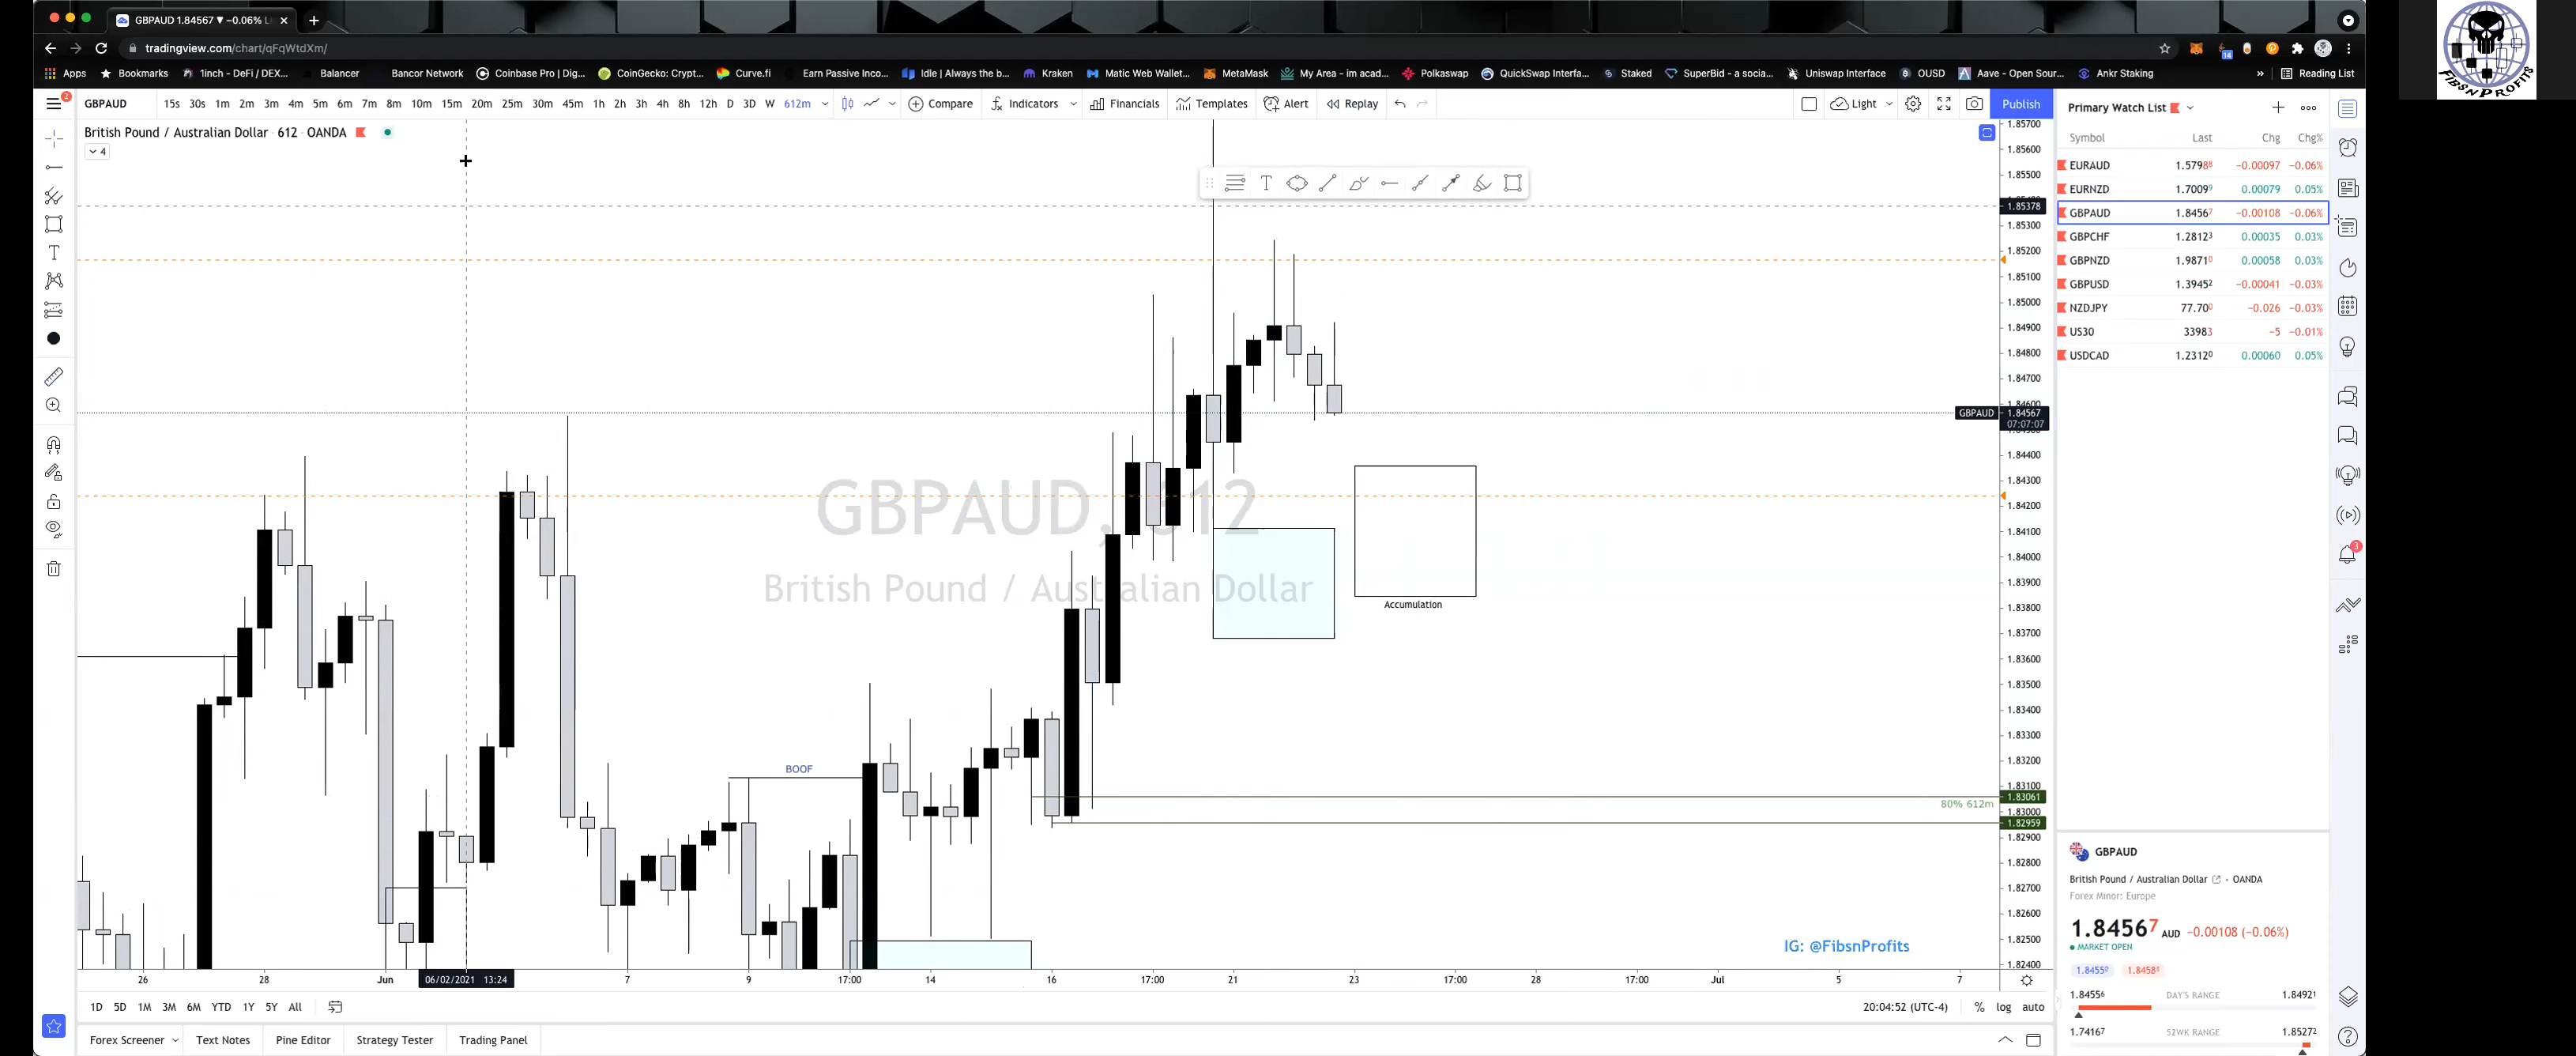 GBPAUD 1.84567 ▼ −0.06%
tradingview.com/chart/qFqWtdXm/
Apps Bookmarks 1inch - DeFi / DEX... Balancer Bancor Network Coinbase Pro | Dig... CoinGecko: Crypt... Curve.fi Earn Passive Inco... Idle | Always the b... Kraken Matic Web Wallet... MetaMask My Area - im acad... Polkaswap QuickSwap Interfa... Staked SuperBid - a socia... Uniswap Interface OUSD Aave - Open Sour... Ankr Staking » Reading List
FIBSNPROFITS
GBPAUD 15s 30s 1m 2m 3m 4m 5m 6m 7m 8m 10m 15m 20m 25m 30m 45m 1h 2h 3h 4h 8h 12h D 3D W 612m Compare Indicators Financials Templates Alert Replay Light Publish
British Pound / Australian Dollar · 612 · OANDA
4
GBPAUD, 612
British Pound / Australian Dollar
Accumulation
BOOF
80% 612m
IG: @FibsnProfits
1.85700
1.85600
1.85500
1.85378
1.85300
1.85200
1.85100
1.85000
1.84900
1.84800
1.84700
1.84600
GBPAUD 1.84567
07:07:07
1.84400
1.84300
1.84200
1.84100
1.84000
1.83900
1.83800
1.83700
1.83600
1.83500
1.83400
1.83300
1.83200
1.83100
1.83061
1.83000
1.82959
1.82900
1.82800
1.82700
1.82600
1.82500
1.82400
26 28 Jun 06/02/2021 13:24 7 9 17:00 14 16 17:00 21 23 17:00 28 17:00 Jul 5 7
1D 5D 1M 3M 6M YTD 1Y 5Y All 20:04:52 (UTC-4) % log auto
Forex Screener Text Notes Pine Editor Strategy Tester Trading Panel
Primary Watch List
Symbol Last Chg Chg%
EURAUD 1.57988 −0.00097 −0.06%
EURNZD 1.70099 0.00079 0.05%
GBPAUD 1.84567 −0.00108 −0.06%
GBPCHF 1.28123 0.00035 0.03%
GBPNZD 1.98710 0.00058 0.03%
GBPUSD 1.39452 −0.00041 −0.03%
NZDJPY 77.700 −0.026 −0.03%
US30 33983 −5 −0.01%
USDCAD 1.23120 0.00060 0.05%
GBPAUD
British Pound / Australian Dollar • OANDA
Forex Minor: Europe
1.84567 AUD −0.00108 (−0.06%)
MARKET OPEN
1.84550 1.84583
1.84556 DAY'S RANGE 1.84921
1.74167 52WK RANGE 1.85272